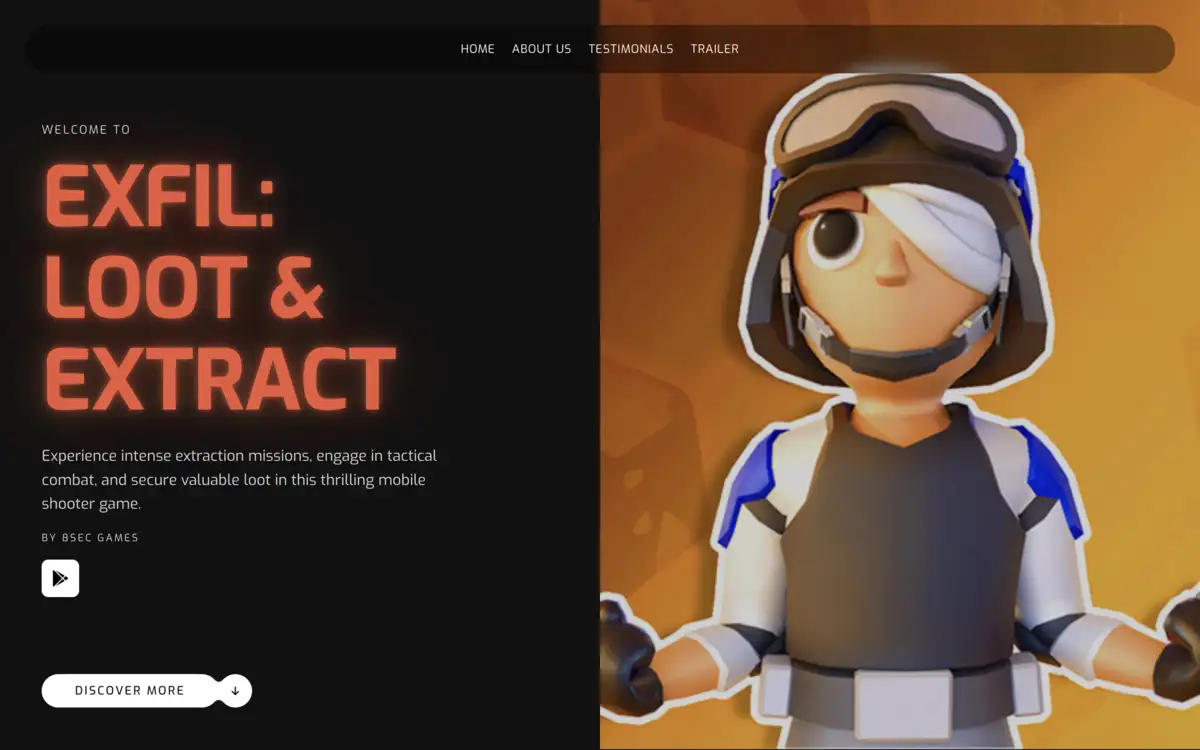 HOME ABOUT US TESTIMONIALS TRAILER
WELCOME TO
EXFIL:
LOOT &
EXTRACT
Experience intense extraction missions, engage in tactical
combat, and secure valuable loot in this thrilling mobile
shooter game.
BY 8SEC GAMES
DISCOVER MORE